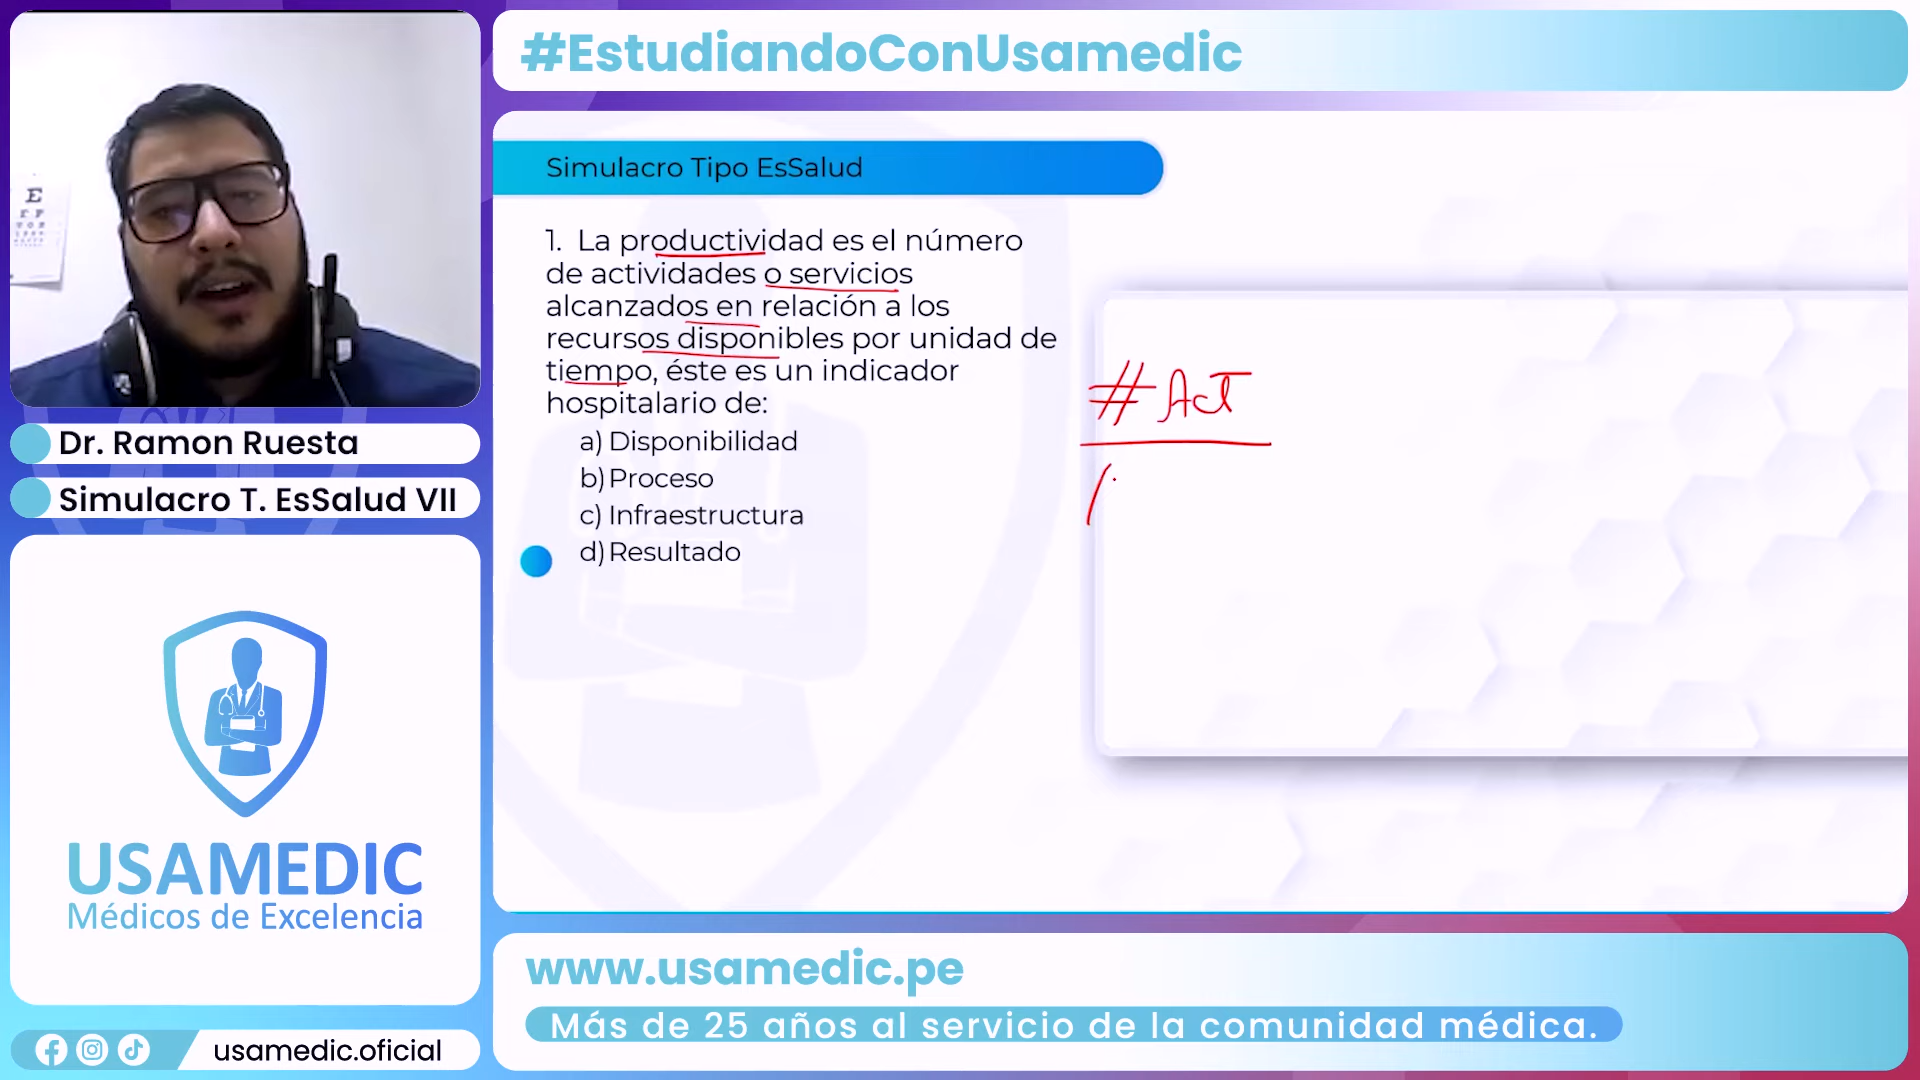 #EstudiandoConUsamedic
Simulacro Tipo EsSalud
1. La productividad es el número
de actividades o servicios
alcanzados en relación a los
recursos disponibles por unidad de
tiempo, éste es un indicador
hospitalario de:
a) Disponibilidad
b) Proceso
c) Infraestructura
d) Resultado
# Act
E
Dr. Ramon Ruesta
Simulacro T. EsSalud VII
USAMEDIC
Médicos de Excelencia
usamedic.oficial
www.usamedic.pe
Más de 25 años al servicio de la comunidad médica.